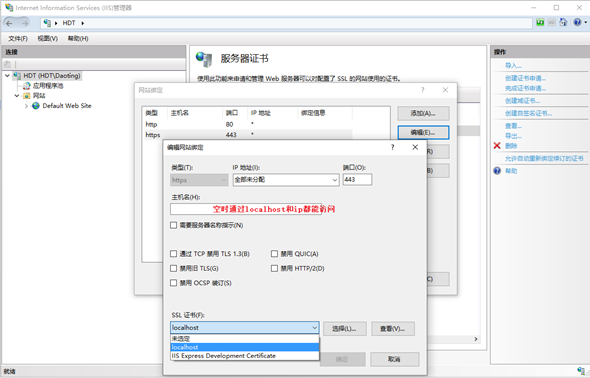 Internet Information Services (IIS)管理器
HDT
文件(F) 视图(V) 帮助(H)
连接
HDT (HDT\Daoting)
应用程序池
网站
Default Web Site
服务器证书
使用此功能来申请和管理 Web 服务器可以对配置了 SSL 的网站使用的证书。
网站绑定
? ×
类型 主机名 端口 IP 地址 绑定信息
http 80 *
https 443 *
添加(A)...
编辑(E)...
R)
B)
C)
编辑网站绑定
? ×
类型(T): IP 地址(I): 端口(O):
https 全部未分配 443
主机名(H):
空时通过localhost和ip都能访问
需要服务器名称指示(N)
通过 TCP 禁用 TLS 1.3(B) 禁用 QUIC(A)
禁用旧 TLS(G) 禁用 HTTP/2(D)
禁用 OCSP 装订(S)
SSL 证书(F):
localhost 选择(L)... 查看(V)...
未选定
localhost
IIS Express Development Certificate
确定 取消
操作
导入...
创建证书申请...
完成证书申请...
创建域证书...
创建自签名证书...
查看...
导出...
删除
允许自动重新绑定续订的证书
帮助
就绪